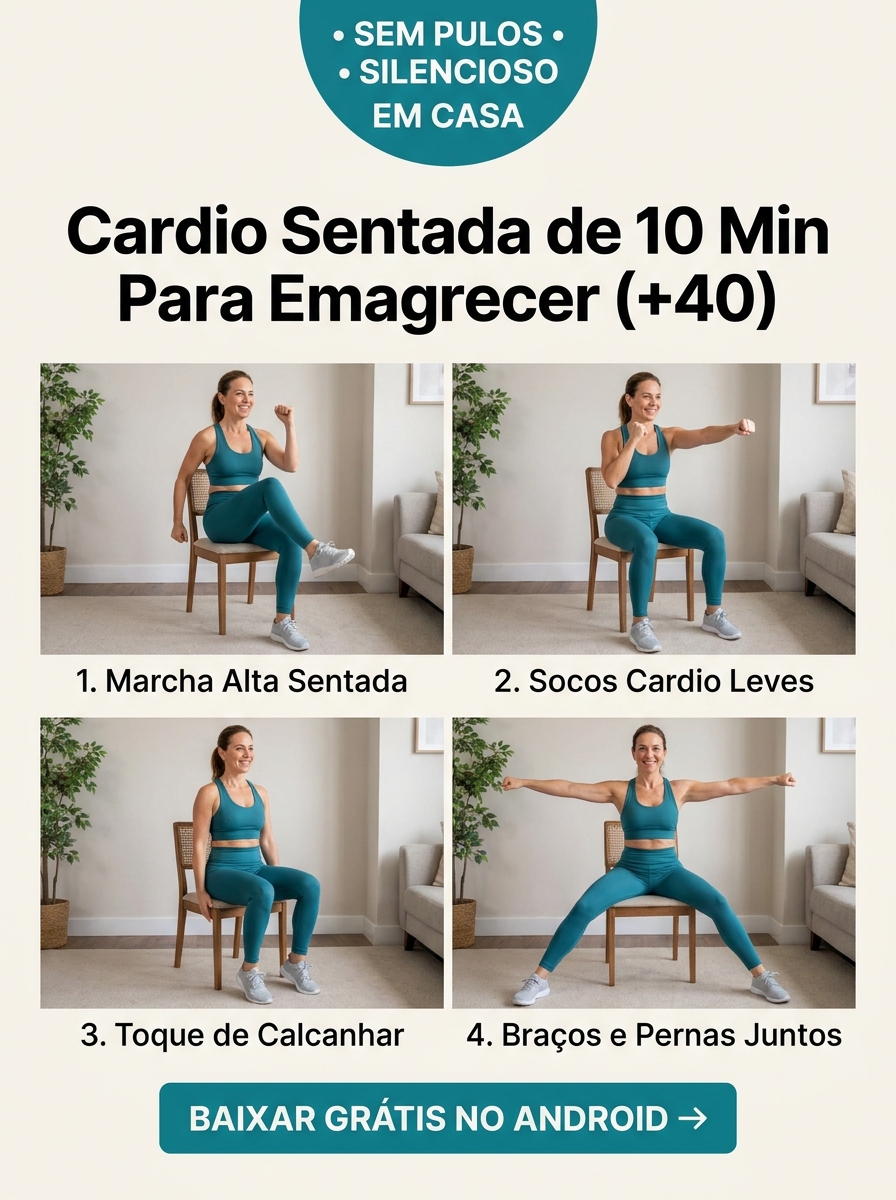 • SEM PULOS •
• SILENCIOSO
EM CASA
Cardio Sentada de 10 Min
Para Emagrecer (+40)
1. Marcha Alta Sentada
2. Socos Cardio Leves
3. Toque de Calcanhar
4. Braços e Pernas Juntos
BAIXAR GRÁTIS NO ANDROID →